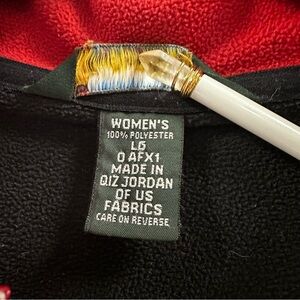 WOMEN'S
100% POLYESTER
LG
0 AFX1
MADE IN
QIZ JORDAN
OF US
FABRICS
CARE ON REVERSE